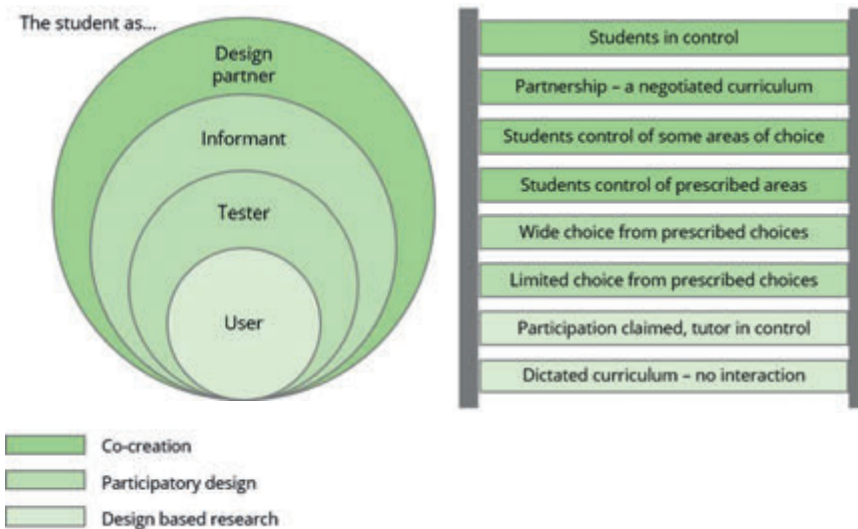 The student as...
Design
partner
Informant
Tester
User
Students in control
Partnership – a negotiated curriculum
Students control of some areas of choice
Students control of prescribed areas
Wide choice from prescribed choices
Limited choice from prescribed choices
Participation claimed, tutor in control
Dictated curriculum – no interaction
Co-creation
Participatory design
Design based research